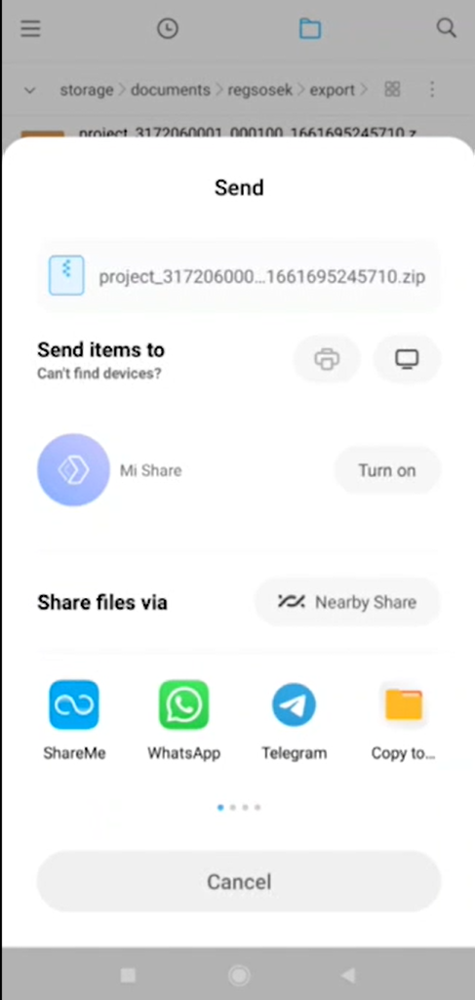 storage > documents > regsosek > export >
project_3172060001_000100_1661695245710.z
Send
project_317206000...1661695245710.zip
Send items to
Can't find devices?
Mi Share
Turn on
Share files via
Nearby Share
ShareMe
WhatsApp
Telegram
Copy to...
Cancel